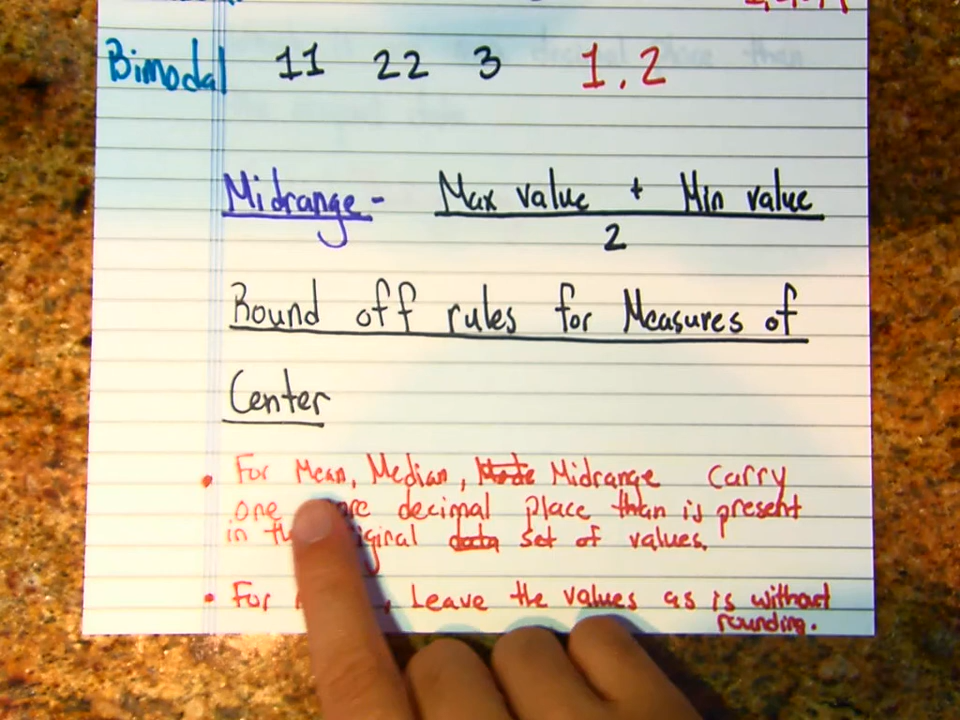 Bimodal 11 22 3 1, 2
Midrange - Max value + Min value
2
Round off rules for Measures of
Center
• For Mean, Median, Mode Midrange carry
one decimal place than is present
in set of values.
• For , Leave the values as is without
rounding.